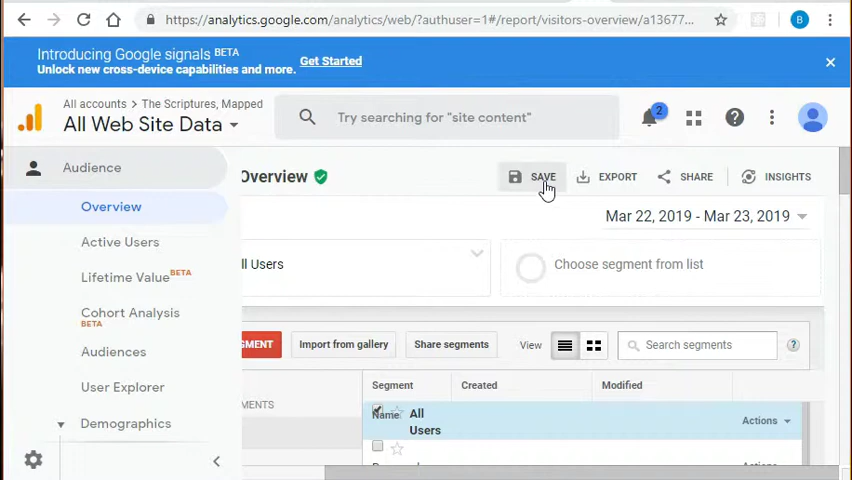 https://analytics.google.com/analytics/web/?authuser=1#/report/visitors-overview/a13677...
B
Introducing Google signals BETA
Unlock new cross-device capabilities and more.
Get Started
All accounts > The Scriptures, Mapped
All Web Site Data
Try searching for "site content"
2
Audience
Overview
SAVE
EXPORT
SHARE
INSIGHTS
Overview
Mar 22, 2019 - Mar 23, 2019
Active Users
ll Users
Choose segment from list
Lifetime Value BETA
Cohort Analysis
BETA
GMENT
Import from gallery
Share segments
View
Search segments
Audiences
User Explorer
Segment
Name
Created
Modified
MENTS
All
Users
Actions
Demographics